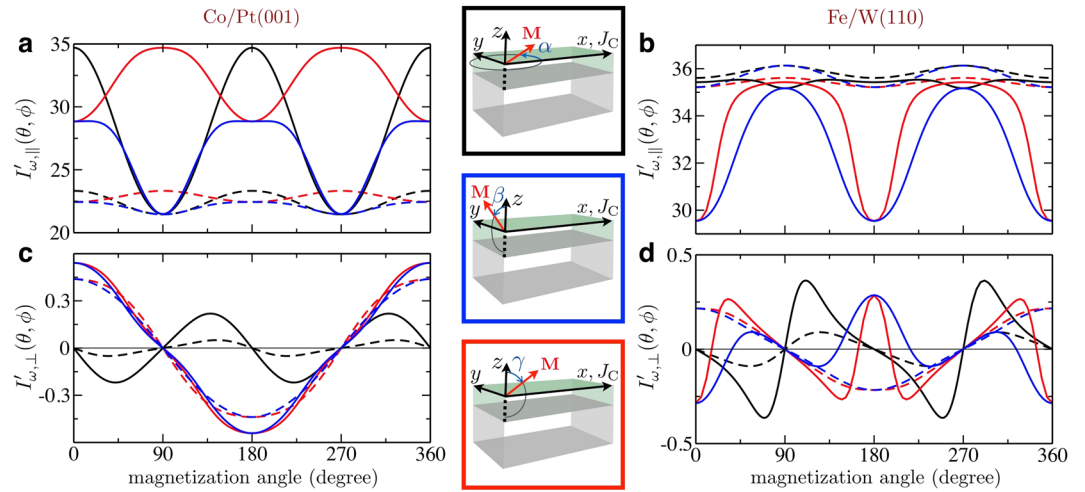 Co/Pt(001)
Fe/W(110)
a
35
30
25
20
I′ω,∥(θ, ϕ)
c
0.3
0
-0.3
I′ω,⊥(θ, ϕ)
0 90 180 270 360
magnetization angle (degree)
z
y
M
α
x, JC
M
β
z
y
x, JC
z
γ
M
y
x, JC
b
36
34
32
30
I′ω,∥(θ, ϕ)
d
0.5
0
-0.5
I′ω,⊥(θ, ϕ)
0 90 180 270 360
magnetization angle (degree)